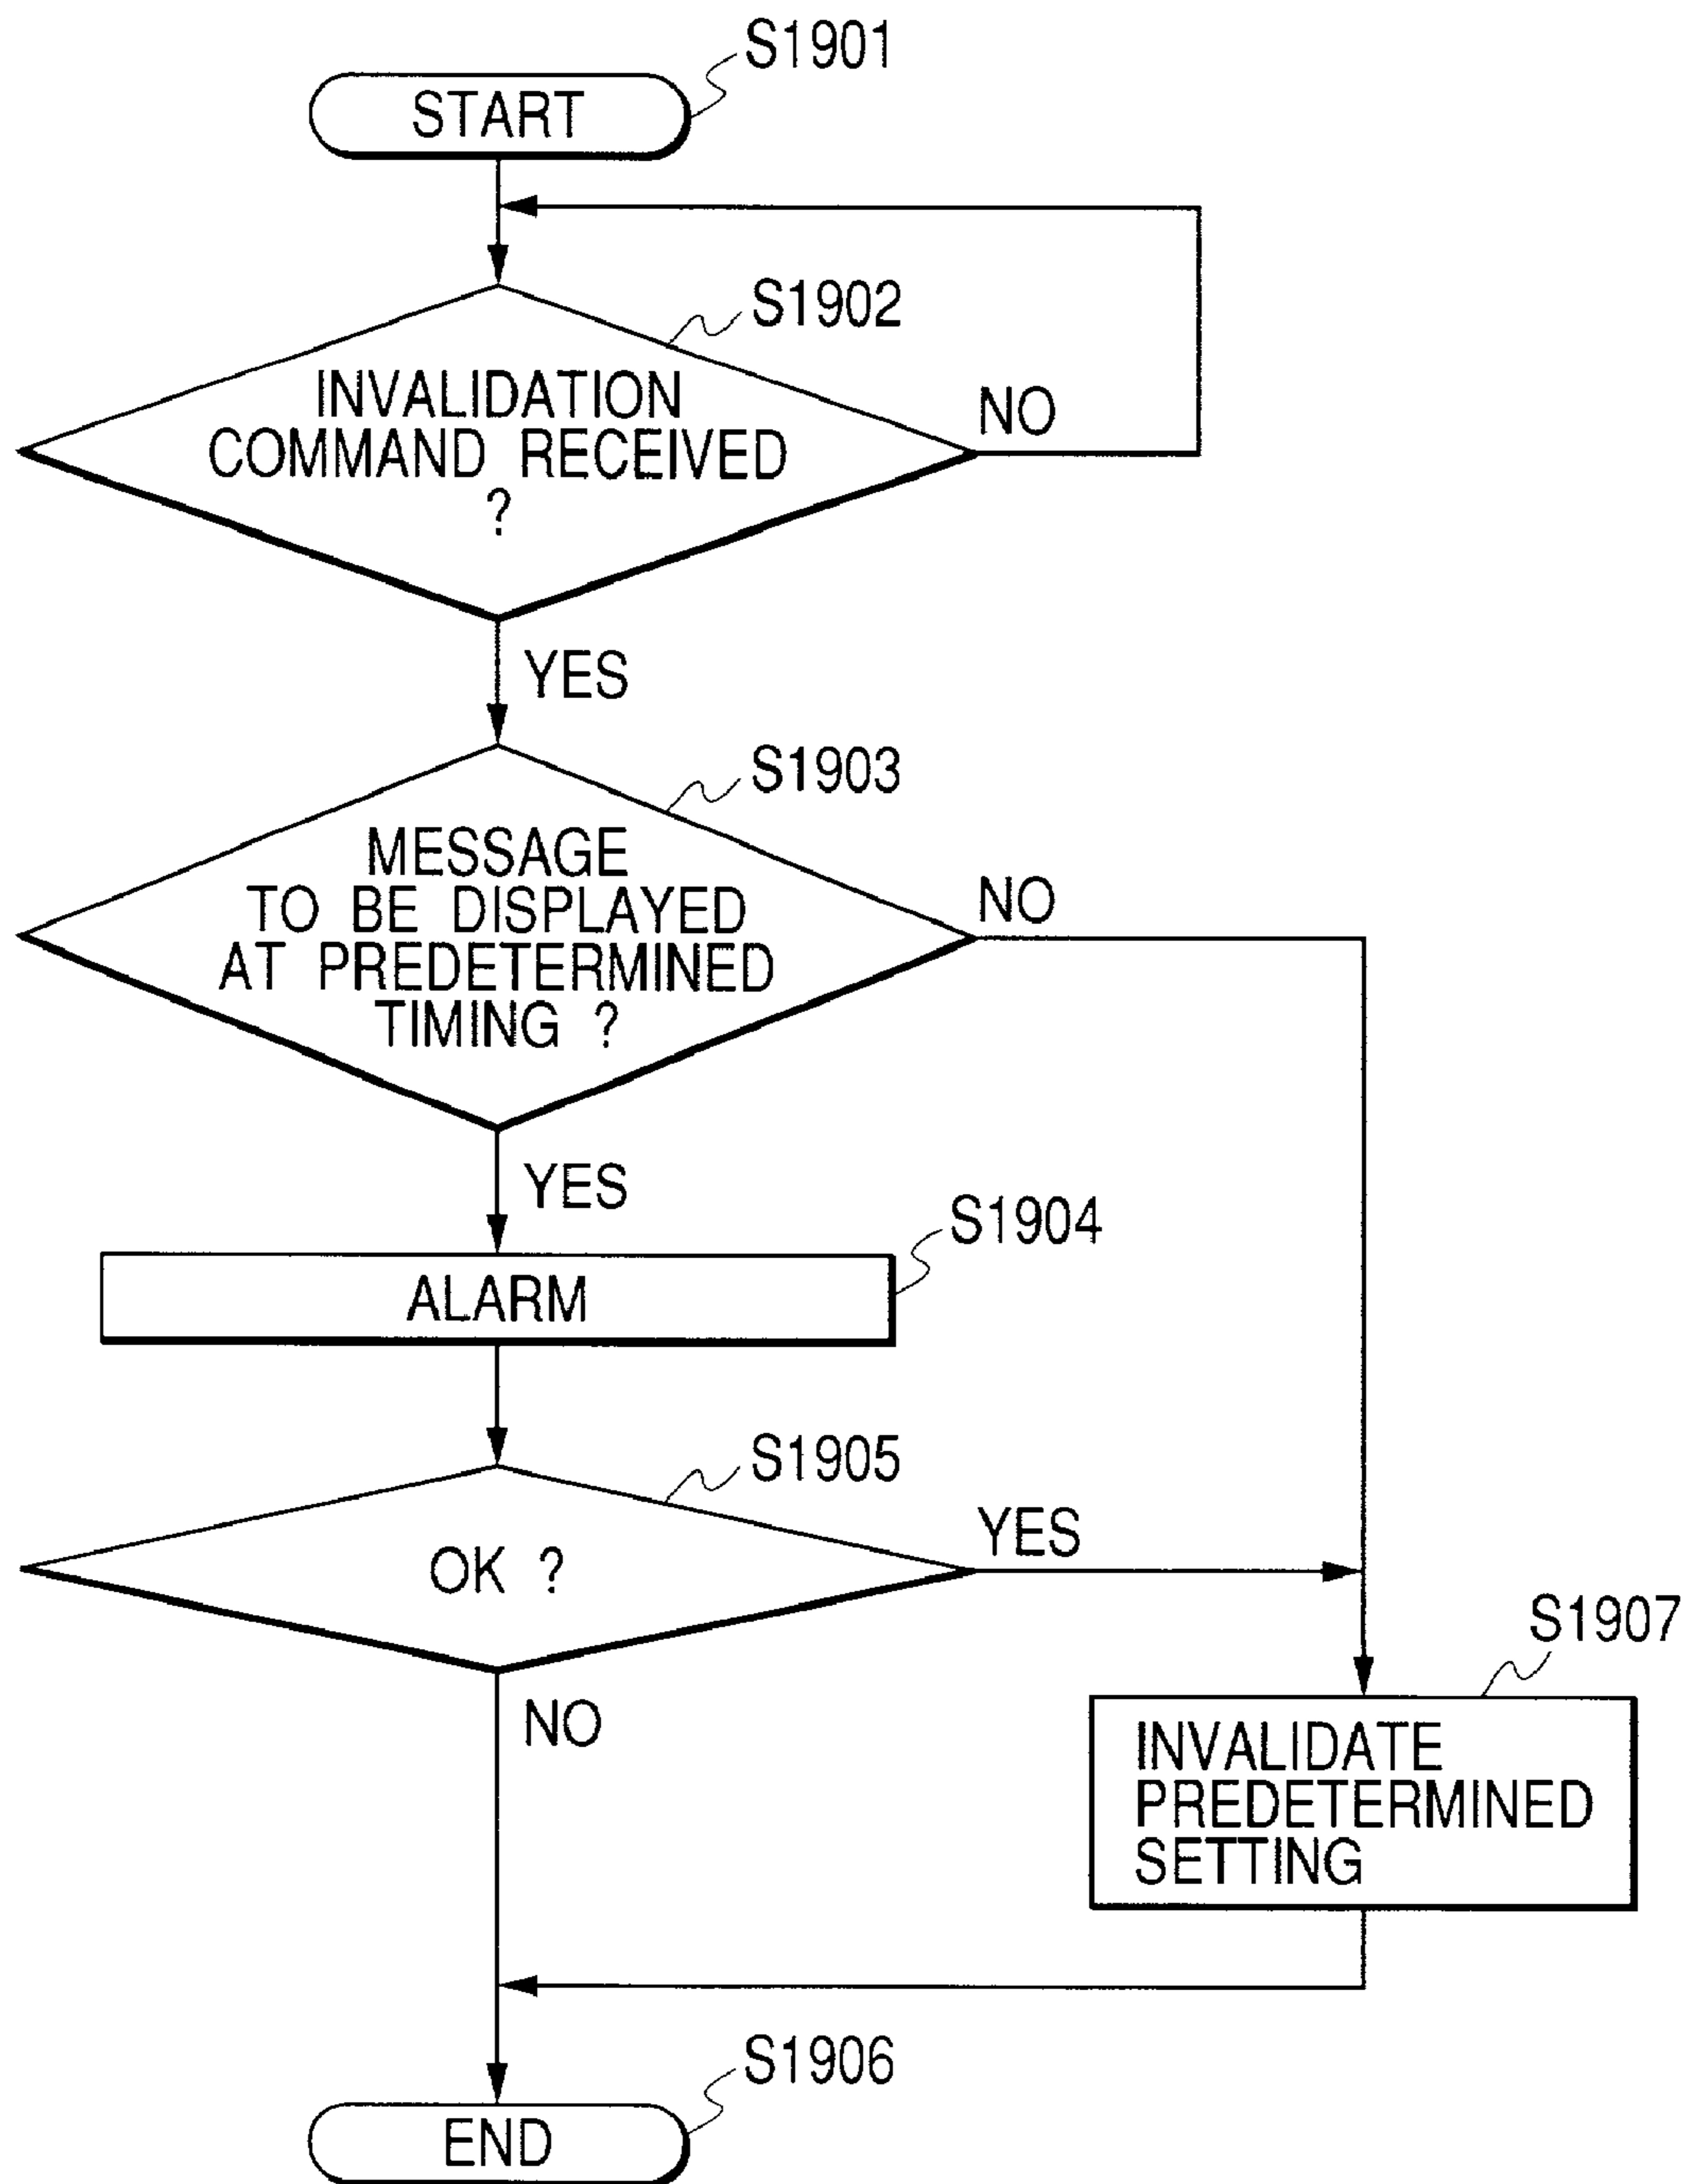 S1901
START
S1902
INVALIDATION
COMMAND RECEIVED
?
NO
YES
S1903
MESSAGE
TO BE DISPLAYED
AT PREDETERMINED
TIMING ?
NO
YES
S1904
ALARM
S1905
OK ?
YES
NO
S1907
INVALIDATE
PREDETERMINED
SETTING
S1906
END